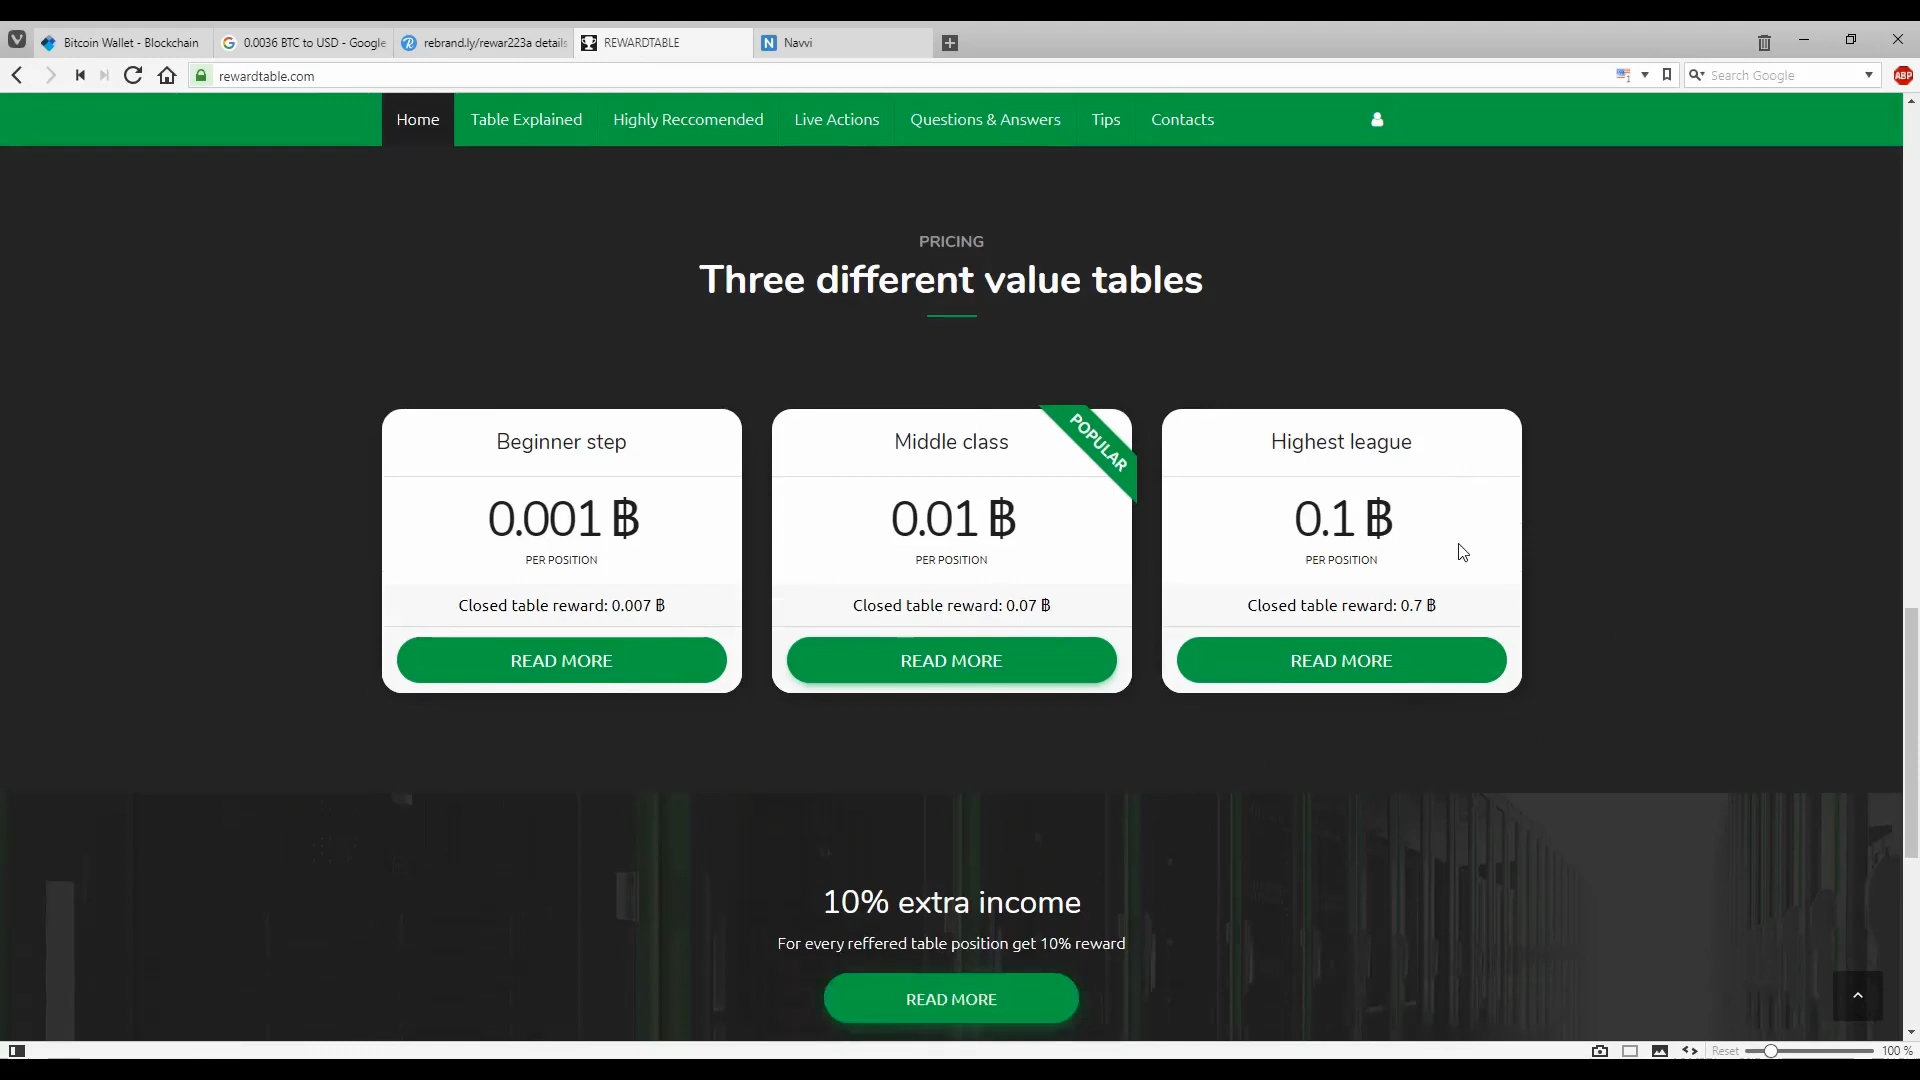 Bitcoin Wallet - Blockchain
0.0036 BTC to USD - Google
rebrand.ly/rewar223a details
REWARDTABLE
N Navvi
rewardtable.com
Search Google
ABP
Home
Table Explained
Highly Reccomended
Live Actions
Questions & Answers
Tips
Contacts
PRICING
Three different value tables
Beginner step
0.001 ฿
PER POSITION
Closed table reward: 0.007 ฿
READ MORE
POPULAR
Middle class
0.01 ฿
PER POSITION
Closed table reward: 0.07 ฿
READ MORE
Highest league
0.1 ฿
PER POSITION
Closed table reward: 0.7 ฿
READ MORE
10% extra income
For every reffered table position get 10% reward
READ MORE
Reset
100 %